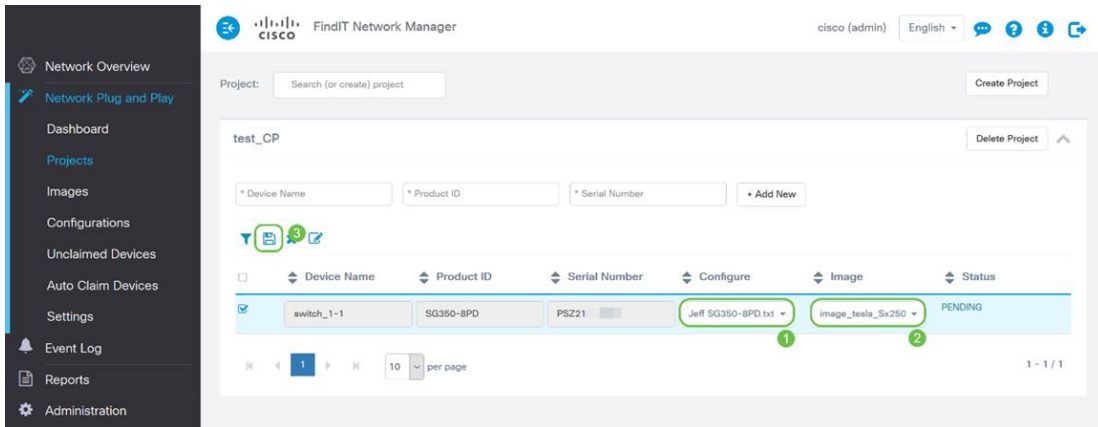 CISCO FindIT Network Manager cisco (admin) English
Network Overview
Network Plug and Play
Dashboard
Projects
Images
Configurations
Unclaimed Devices
Auto Claim Devices
Settings
Event Log
Reports
Administration
Project: Search (or create) project Create Project
test_CP Delete Project
* Device Name * Product ID * Serial Number + Add New
3
Device Name Product ID Serial Number Configure Image Status
switch_1-1 SG350-8PD PSZ21 Jeff SG350-8PD.txt image_tesla_Sx250 PENDING
1 2
1 10 per page 1 - 1 / 1